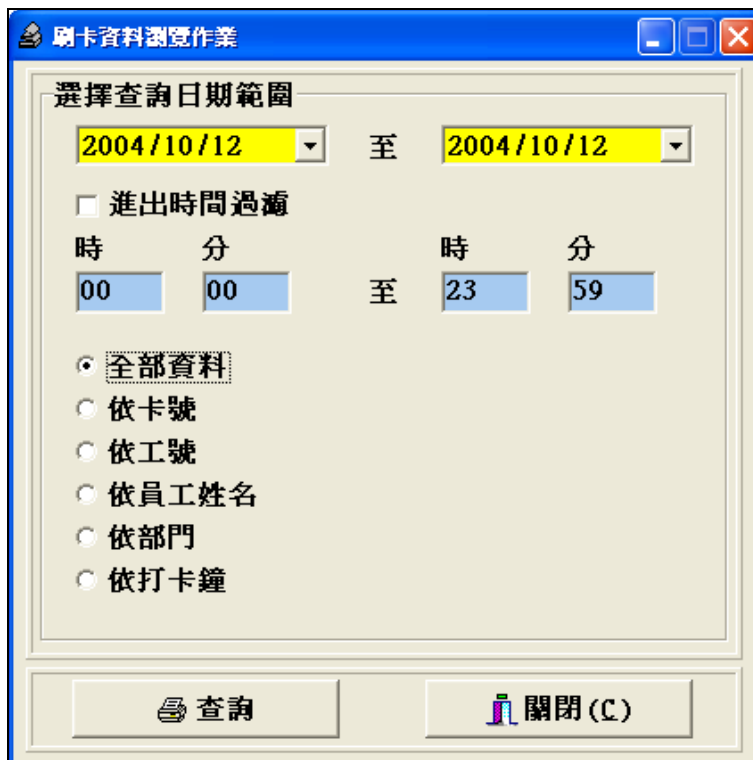 刷卡資料瀏覽作業
選擇查詢日期範圍
2004/10/12 至 2004/10/12
進出時間過濾
時 分 時 分
00 00 至 23 59
全部資料
依卡號
依工號
依員工姓名
依部門
依打卡鐘
查詢 關閉(C)